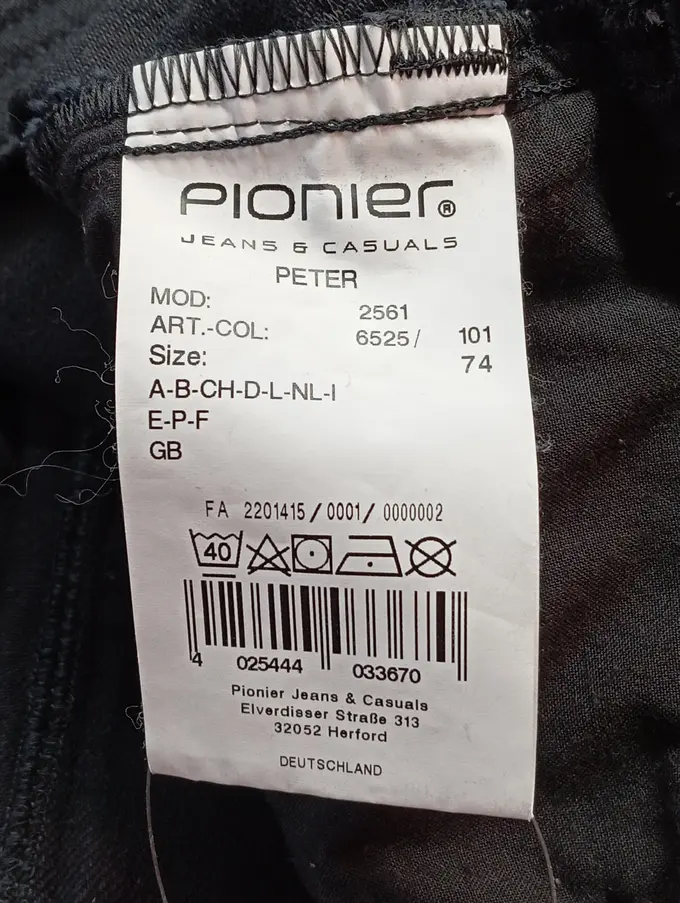 PIONIER®
JEANS & CASUALS
PETER
MOD: 2561
ART.-COL: 6525/ 101
Size: 74
A-B-CH-D-L-NL-I
E-P-F
GB
FA 2201415/0001/0000002
40
4 025444 033670
Pionier Jeans & Casuals
Elverdisser Straße 313
32052 Herford
DEUTSCHLAND